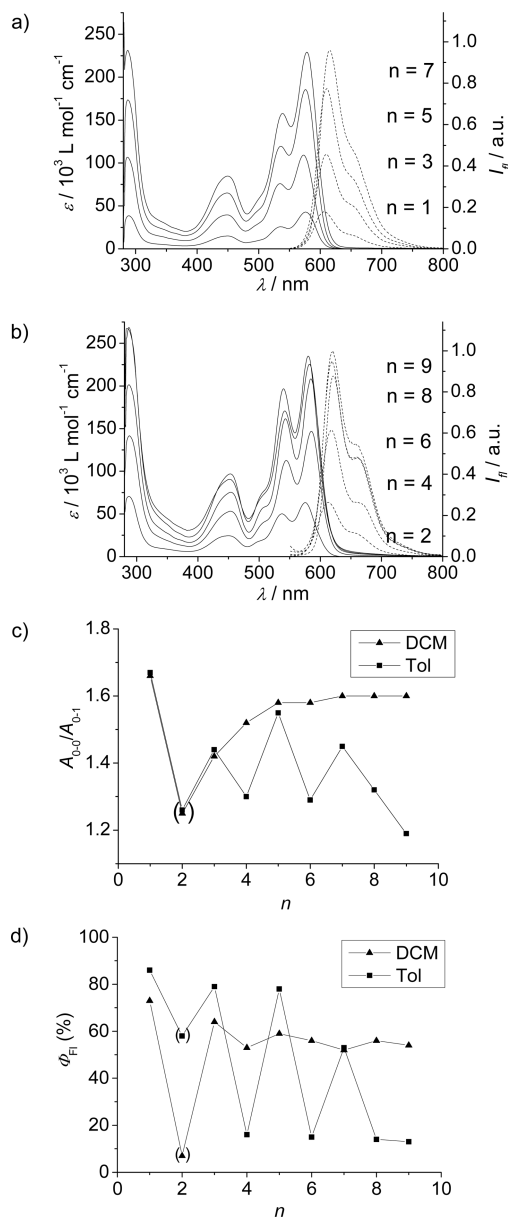 a)
250
200
150
100
50
0
ε / 10³ L mol⁻¹ cm⁻¹
1.0
0.8
0.6
0.4
0.2
0.0
I_fl / a.u.
n = 7
n = 5
n = 3
n = 1
300 400 500 600 700 800
λ / nm
b)
250
200
150
100
50
0
ε / 10³ L mol⁻¹ cm⁻¹
1.0
0.8
0.6
0.4
0.2
0.0
I_fl / a.u.
n = 9
n = 8
n = 6
n = 4
n = 2
300 400 500 600 700 800
λ / nm
c)
1.8
1.6
1.4
1.2
A₀₋₀/A₀₋₁
DCM
Tol
( )
0 2 4 6 8 10
n
d)
100
80
60
40
20
0
Φ_Fl (%)
DCM
Tol
( )
( )
0 2 4 6 8 10
n